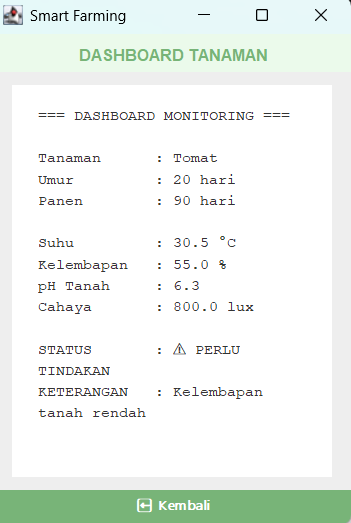 Smart Farming
DASHBOARD TANAMAN
=== DASHBOARD MONITORING ===
Tanaman : Tomat
Umur : 20 hari
Panen : 90 hari
Suhu : 30.5 °C
Kelembapan : 55.0 %
pH Tanah : 6.3
Cahaya : 800.0 lux
STATUS : ⚠ PERLU
TINDAKAN
KETERANGAN : Kelembapan
tanah rendah
Kembali